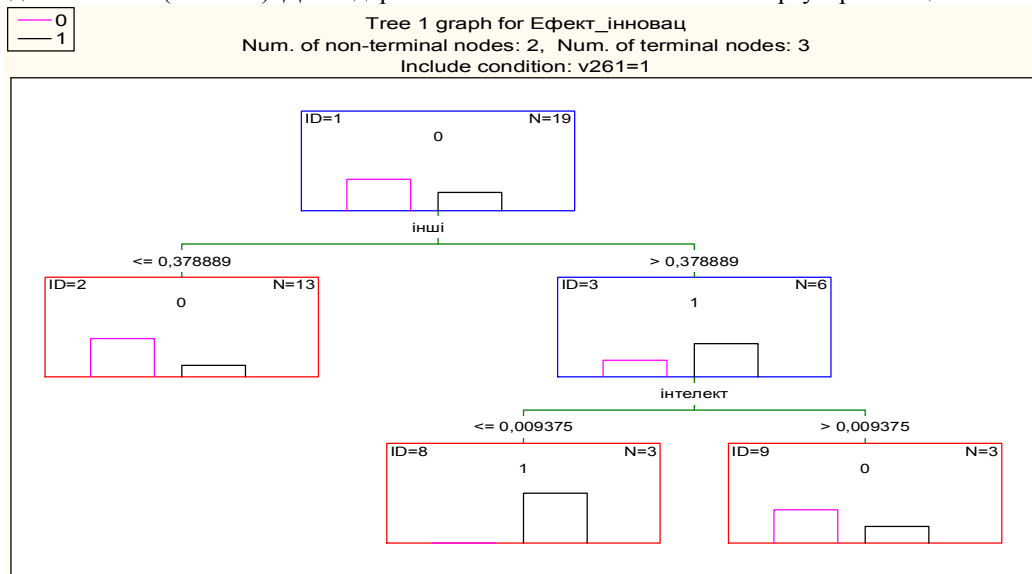 0
1
Tree 1 graph for Ефект_інновац
Num. of non-terminal nodes: 2, Num. of terminal nodes: 3
Include condition: v261=1
ID=1 N=19
0
інші
<= 0,378889 > 0,378889
ID=2 N=13
0
ID=3 N=6
1
інтелект
<= 0,009375 > 0,009375
ID=8 N=3
1
ID=9 N=3
0